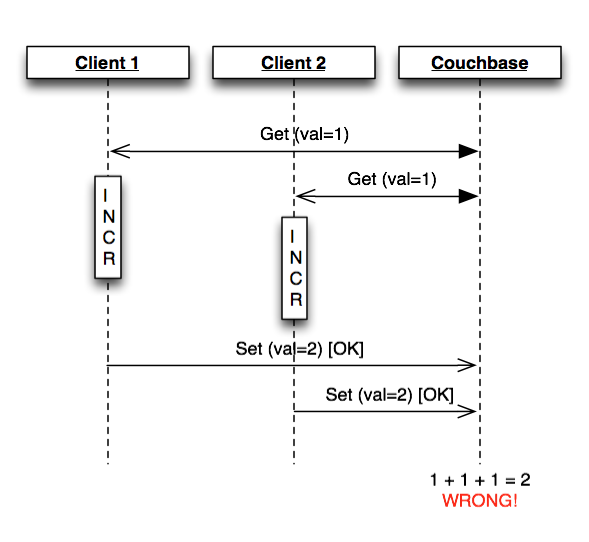 Client 1
Client 2
Couchbase
Get (val=1)
Get (val=1)
INCR
INCR
Set (val=2) [OK]
Set (val=2) [OK]
1 + 1 + 1 = 2
WRONG!